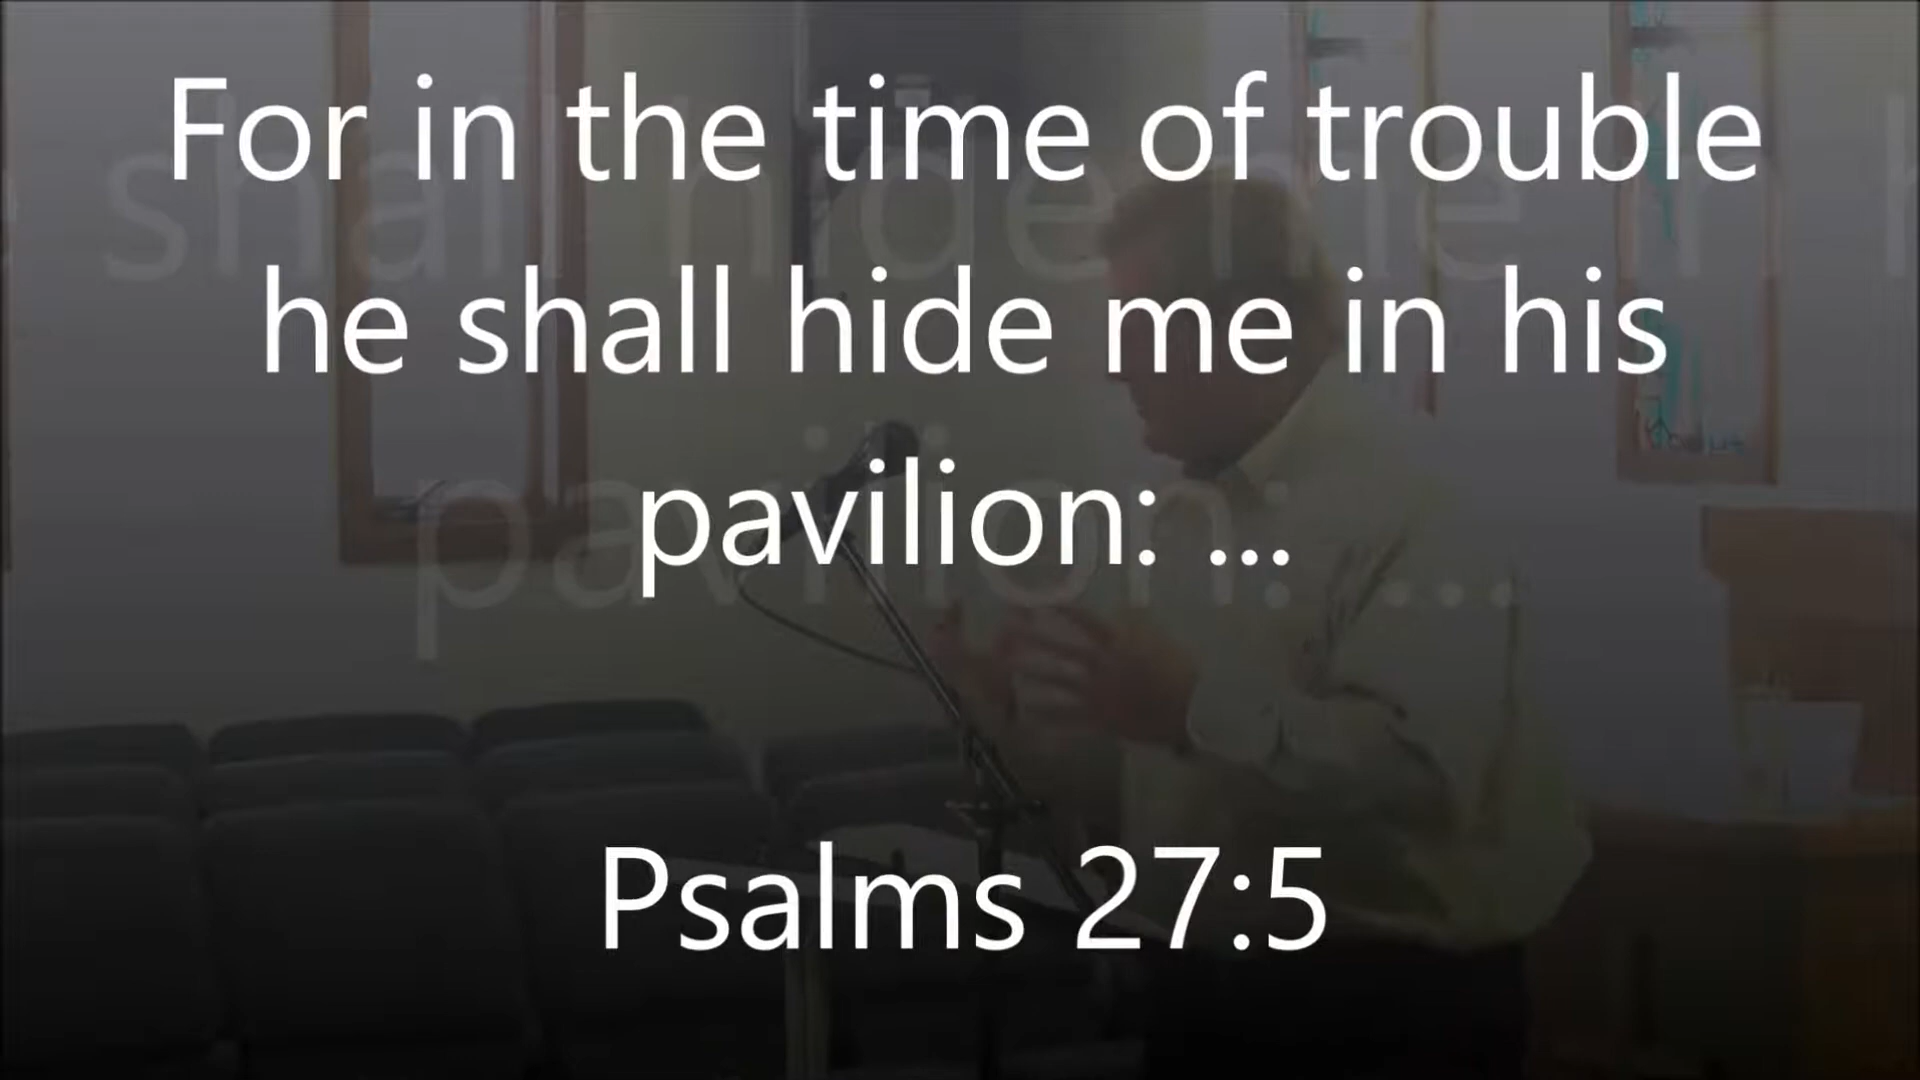 For in the time of trouble
he shall hide me in his
pavilion: ...
Psalms 27:5